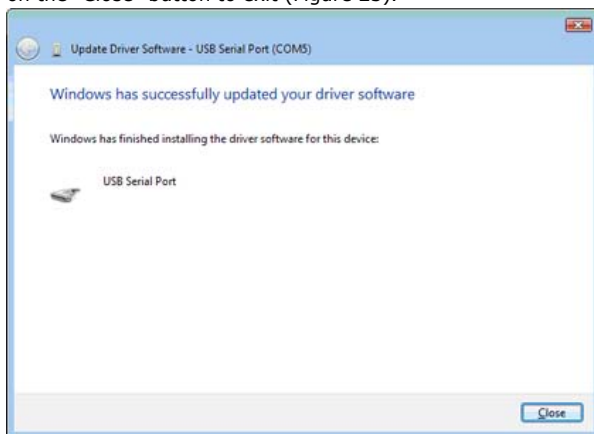 on the "Close" button to exit (Figure 23).
Update Driver Software - USB Serial Port (COM5)
Windows has successfully updated your driver software
Windows has finished installing the driver software for this device:
USB Serial Port
Close